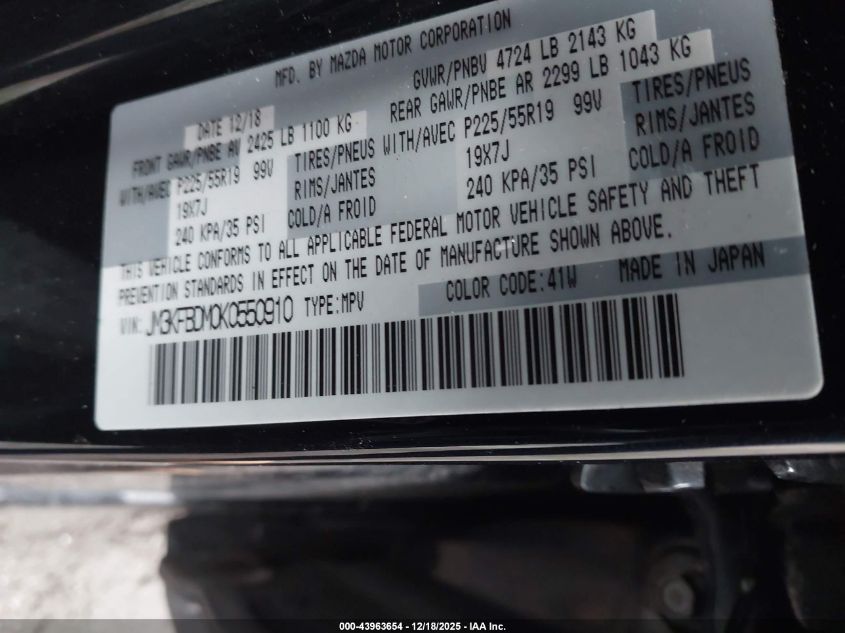 MFD. BY MAZDA MOTOR CORPORATION
DATE 12/18 GVWR/PNBV 4724 LB 2143 KG
FRONT GAWR/PNBE AV 2425 LB 1100 KG REAR GAWR/PNBE AR 2299 LB 1043 KG
WITH/AVEC P225/55R19 99V TIRES/PNEUS WITH/AVEC P225/55R19 99V TIRES/PNEUS
19X7J RIMS/JANTES 19X7J RIMS/JANTES
240 KPA/35 PSI COLD/A FROID 240 KPA/35 PSI COLD/A FROID
THIS VEHICLE CONFORMS TO ALL APPLICABLE FEDERAL MOTOR VEHICLE SAFETY AND THEFT
PREVENTION STANDARDS IN EFFECT ON THE DATE OF MANUFACTURE SHOWN ABOVE.
VIN: JM3KFBDM0K0550910 TYPE:MPV COLOR CODE:41W MADE IN JAPAN
000-43963654 - 12/18/2025 - IAA Inc.